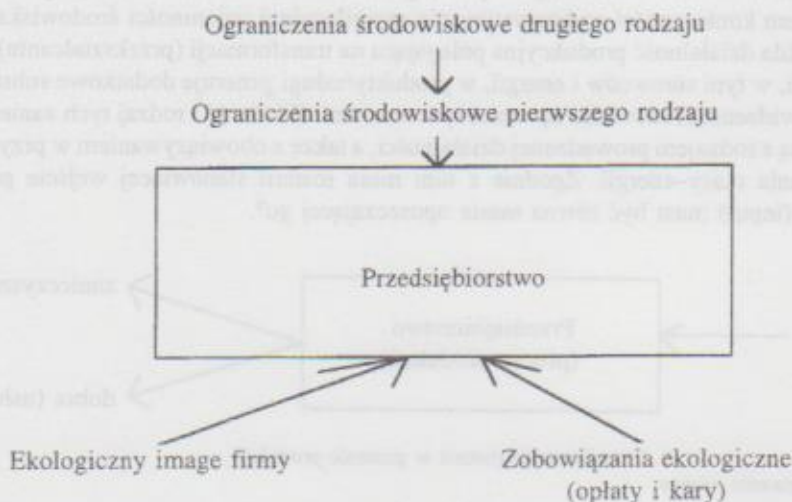 Ograniczenia środowiskowe drugiego rodzaju
Ograniczenia środowiskowe pierwszego rodzaju
Przedsiębiorstwo
Ekologiczny image firmy
Zobowiązania ekologiczne
(opłaty i kary)